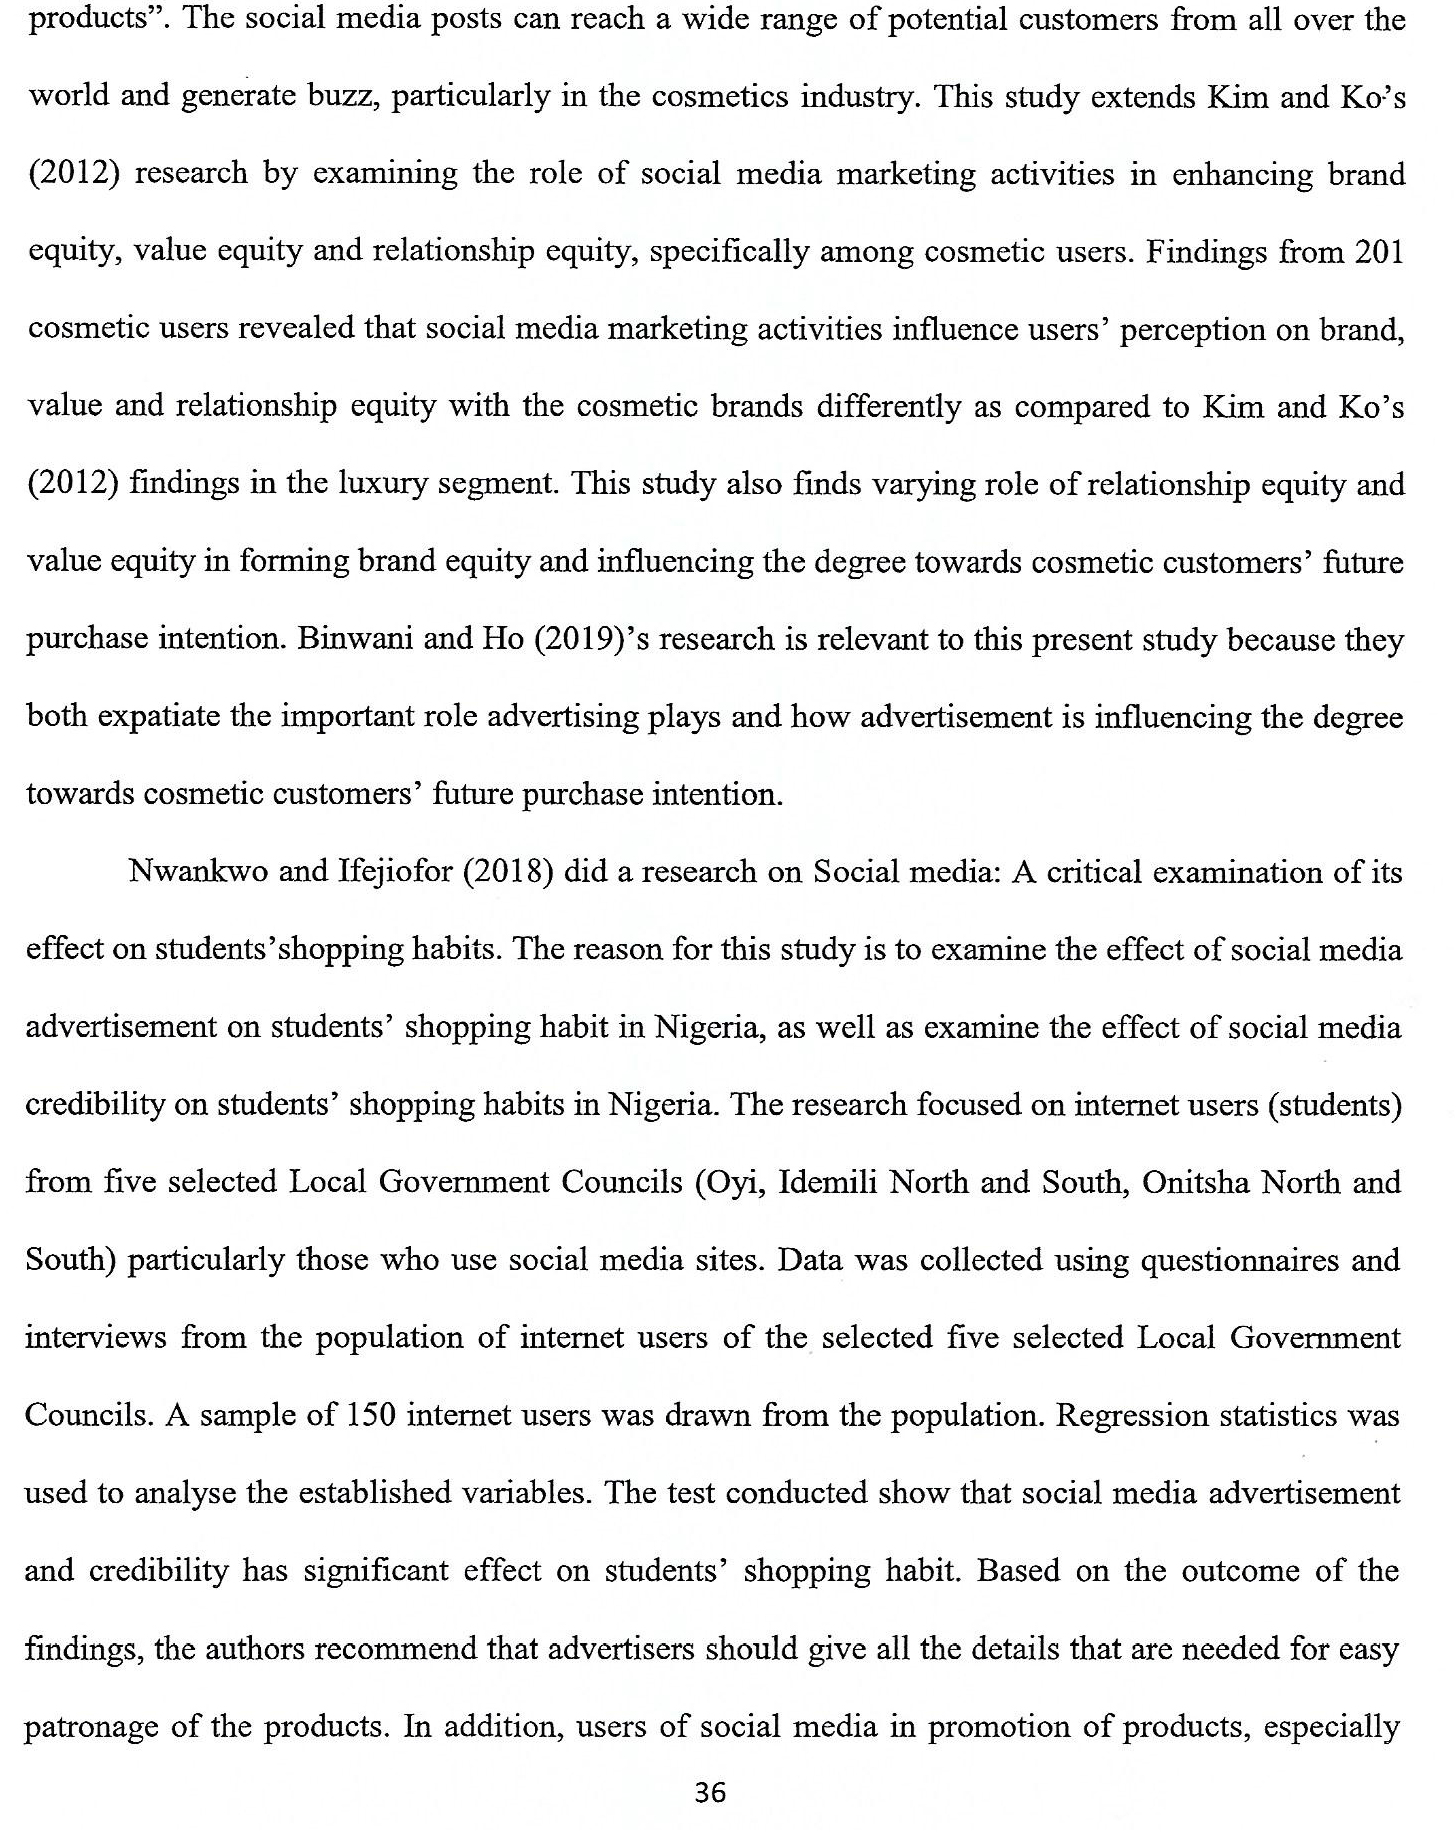 products”. The social media posts can reach a wide range of potential customers from all over the
world and generate buzz, particularly in the cosmetics industry. This study extends Kim and Ko’s
(2012) research by examining the role of social media marketing activities in enhancing brand
equity, value equity and relationship equity, specifically among cosmetic users. Findings from 201
cosmetic users revealed that social media marketing activities influence users’ perception on brand,
value and relationship equity with the cosmetic brands differently as compared to Kim and Ko’s
(2012) findings in the luxury segment. This study also finds varying role of relationship equity and
value equity in forming brand equity and influencing the degree towards cosmetic customers’ future
purchase intention. Binwani and Ho (2019)’s research is relevant to this present study because they
both expatiate the important role advertising plays and how advertisement is influencing the degree
towards cosmetic customers’ future purchase intention.
Nwankwo and Ifejiofor (2018) did a research on Social media: A critical examination of its
effect on students’shopping habits. The reason for this study is to examine the effect of social media
advertisement on students’ shopping habit in Nigeria, as well as examine the effect of social media
credibility on students’ shopping habits in Nigeria. The research focused on internet users (students)
from five selected Local Government Councils (Oyi, Idemili North and South, Onitsha North and
South) particularly those who use social media sites. Data was collected using questionnaires and
interviews from the population of internet users of the selected five selected Local Government
Councils. A sample of 150 internet users was drawn from the population. Regression statistics was
used to analyse the established variables. The test conducted show that social media advertisement
and credibility has significant effect on students’ shopping habit. Based on the outcome of the
findings, the authors recommend that advertisers should give all the details that are needed for easy
patronage of the products. In addition, users of social media in promotion of products, especially
36